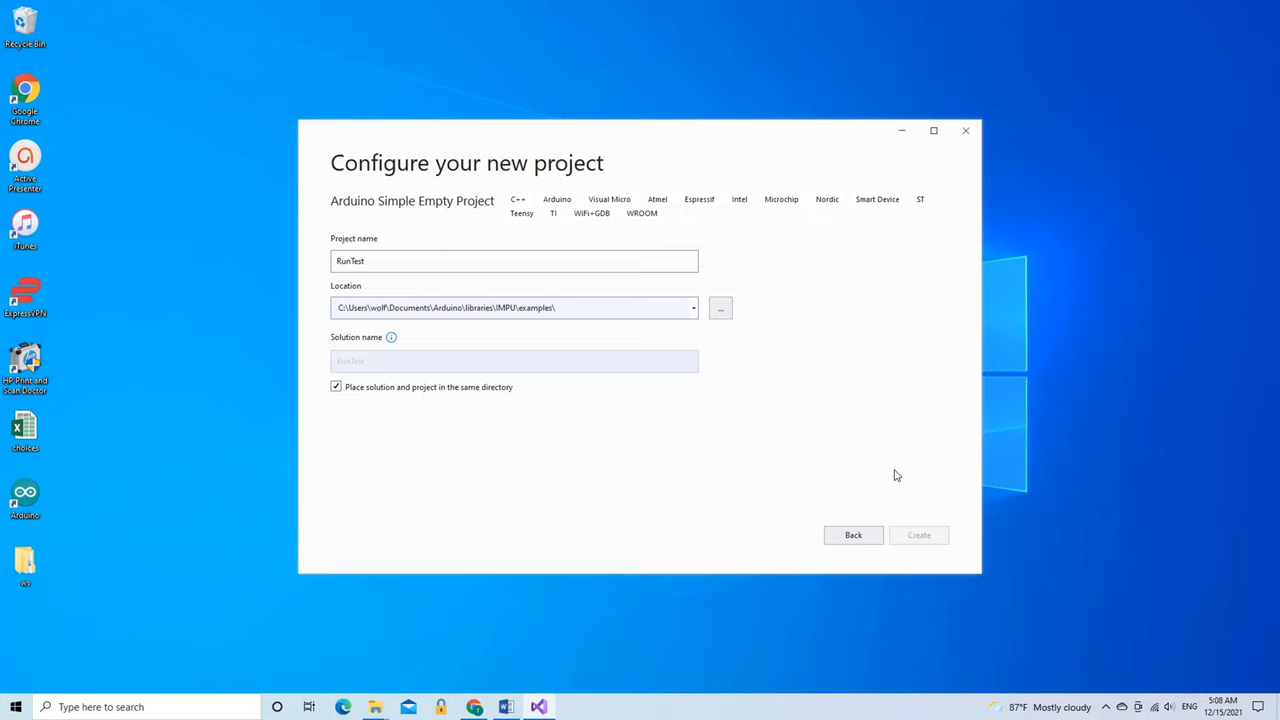 Recycle Bin
Google
Chrome
Active
Presenter
iTunes
ExpressVPN
HP Print and
Scan Doctor
choices
Arduino
ws
Configure your new project
Arduino Simple Empty Project
C++ Arduino Visual Micro Atmel Espressif Intel Microchip Nordic Smart Device ST
Teensy TI WiFi+GDB WROOM
Project name
RunTest
Location
C:\Users\wolf\Documents\Arduino\libraries\IMPU\examples\
...
Solution name
RunTest
Place solution and project in the same directory
Back
Create
Type here to search
87°F Mostly cloudy
ENG
5:08 AM
12/15/2021